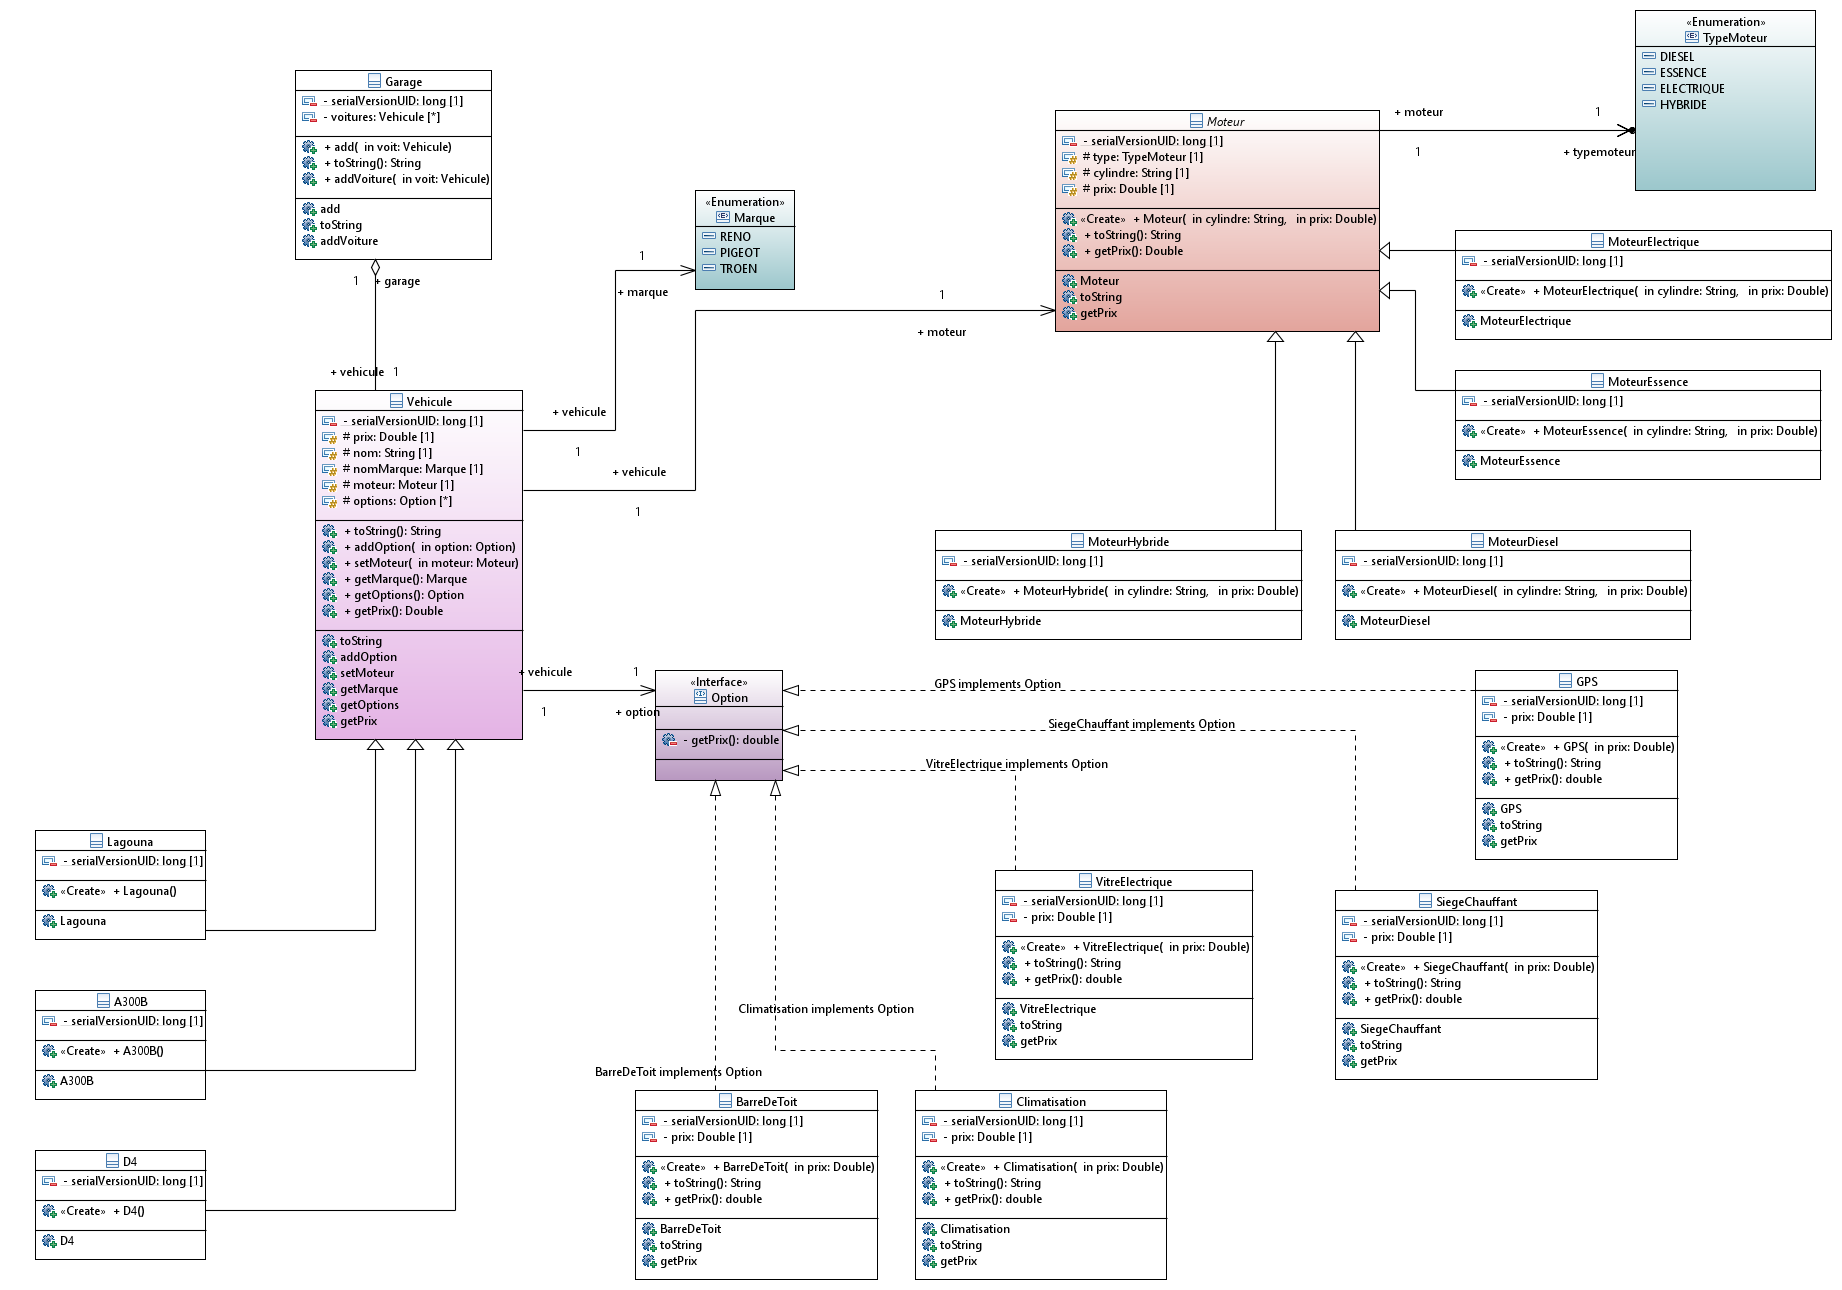 «Enumeration»
TypeMoteur
DIESEL
ESSENCE
ELECTRIQUE
HYBRIDE
Garage
- serialVersionUID: long [1]
- voitures: Vehicule [*]
+ add( in voit: Vehicule)
+ toString(): String
+ addVoiture( in voit: Vehicule)
add
toString
addVoiture
1
+ garage
+ vehicule
1
«Enumeration»
Marque
RENO
PIGEOT
TROEN
1
+ marque
+ vehicule
1
1
+ moteur
+ vehicule
1
Moteur
- serialVersionUID: long [1]
# type: TypeMoteur [1]
# cylindre: String [1]
# prix: Double [1]
«Create» + Moteur( in cylindre: String, in prix: Double)
+ toString(): String
+ getPrix(): Double
Moteur
toString
getPrix
+ moteur
1
1
+ typemoteur
MoteurElectrique
- serialVersionUID: long [1]
«Create» + MoteurElectrique( in cylindre: String, in prix: Double)
MoteurElectrique
MoteurEssence
- serialVersionUID: long [1]
«Create» + MoteurEssence( in cylindre: String, in prix: Double)
MoteurEssence
Vehicule
- serialVersionUID: long [1]
# prix: Double [1]
# nom: String [1]
# nomMarque: Marque [1]
# moteur: Moteur [1]
# options: Option [*]
+ toString(): String
+ addOption( in option: Option)
+ setMoteur( in moteur: Moteur)
+ getMarque(): Marque
+ getOptions(): Option
+ getPrix(): Double
toString
addOption
setMoteur
getMarque
getOptions
getPrix
MoteurHybride
- serialVersionUID: long [1]
«Create» + MoteurHybride( in cylindre: String, in prix: Double)
MoteurHybride
MoteurDiesel
- serialVersionUID: long [1]
«Create» + MoteurDiesel( in cylindre: String, in prix: Double)
MoteurDiesel
+ vehicule
1
1
+ option
«Interface»
Option
- getPrix(): double
GPS implements Option
SiegeChauffant implements Option
VitreElectrique implements Option
Climatisation implements Option
BarreDeToit implements Option
GPS
- serialVersionUID: long [1]
- prix: Double [1]
«Create» + GPS( in prix: Double)
+ toString(): String
+ getPrix(): double
GPS
toString
getPrix
Lagouna
- serialVersionUID: long [1]
«Create» + Lagouna()
Lagouna
VitreElectrique
- serialVersionUID: long [1]
- prix: Double [1]
«Create» + VitreElectrique( in prix: Double)
+ toString(): String
+ getPrix(): double
VitreElectrique
toString
getPrix
SiegeChauffant
- serialVersionUID: long [1]
- prix: Double [1]
«Create» + SiegeChauffant( in prix: Double)
+ toString(): String
+ getPrix(): double
SiegeChauffant
toString
getPrix
A300B
- serialVersionUID: long [1]
«Create» + A300B()
A300B
BarreDeToit
- serialVersionUID: long [1]
- prix: Double [1]
«Create» + BarreDeToit( in prix: Double)
+ toString(): String
+ getPrix(): double
BarreDeToit
toString
getPrix
Climatisation
- serialVersionUID: long [1]
- prix: Double [1]
«Create» + Climatisation( in prix: Double)
+ toString(): String
+ getPrix(): double
Climatisation
toString
getPrix
D4
- serialVersionUID: long [1]
«Create» + D4()
D4